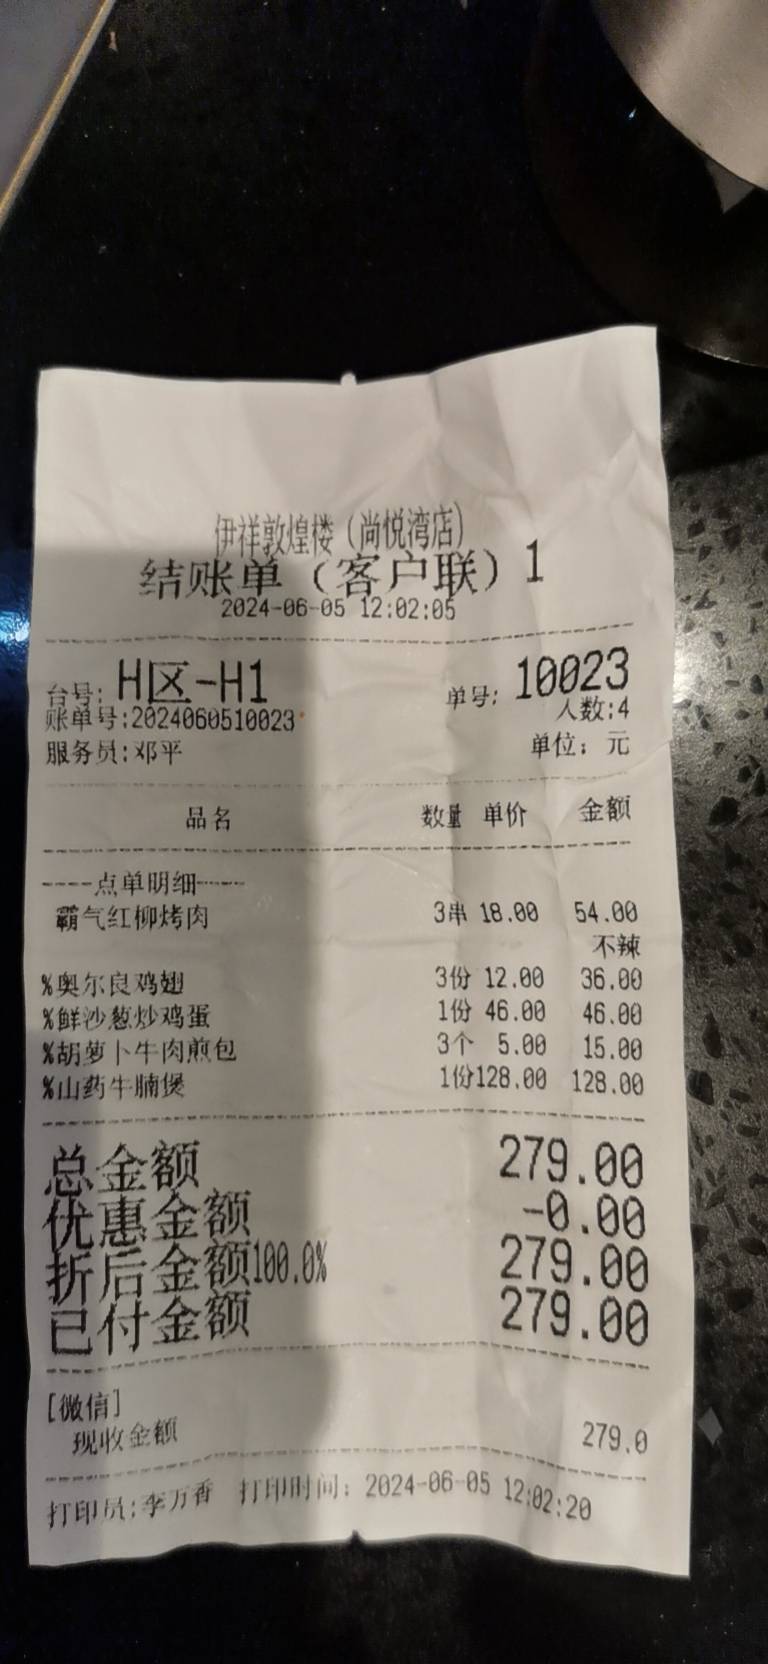 伊祥敦煌楼（尚悦湾店）
结账单（客户联）1
2024-06-05 12:02:05
台号: H区-H1 单号: 10023
账单号:2024060510023 人数:4
服务员:邓平 单位: 元
品名 数量 单价 金额
----点单明细----
霸气红柳烤肉 3串 18.00 54.00
不辣
%奥尔良鸡翅 3份 12.00 36.00
%鲜沙葱炒鸡蛋 1份 46.00 46.00
%胡萝卜牛肉煎包 3个 5.00 15.00
%山药牛腩煲 1份128.00 128.00
总金额 279.00
优惠金额 -0.00
折后金额100.0% 279.00
已付金额 279.00
[微信]
现收金额 279.0
打印员:李万香 打印时间: 2024-06-05 12:02:20